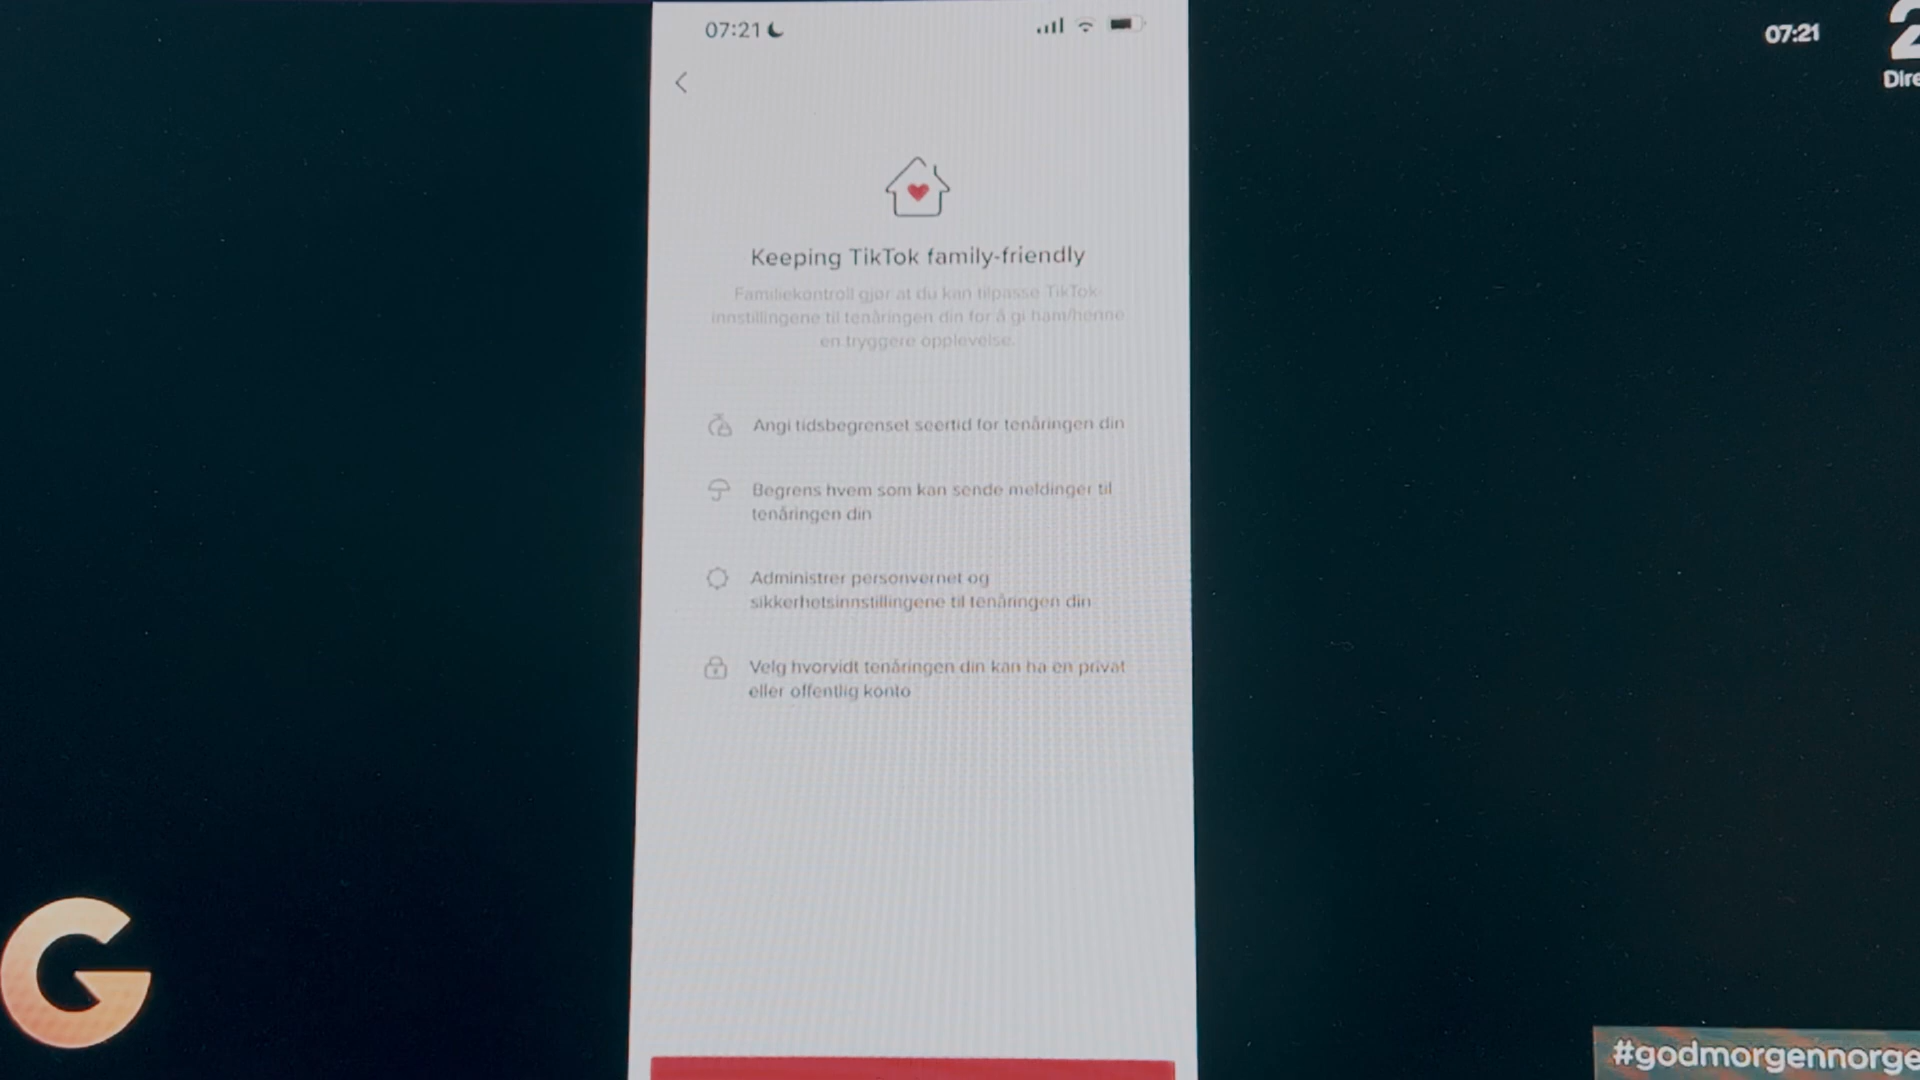 07:21
07:21
2
Dire
Keeping TikTok family-friendly
Familiekontroll gjør at du kan tilpasse TikTok-
innstillingene til tenåringen din for å gi ham/henne
en tryggere opplevelse.
Angi tidsbegrenset seertid for tenåringen din
Begrens hvem som kan sende meldinger til
tenåringen din
Administrer personvernet og
sikkerhetsinnstillingene til tenåringen din
Velg hvorvidt tenåringen din kan ha en privat
eller offentlig konto
G
#godmorgennorge